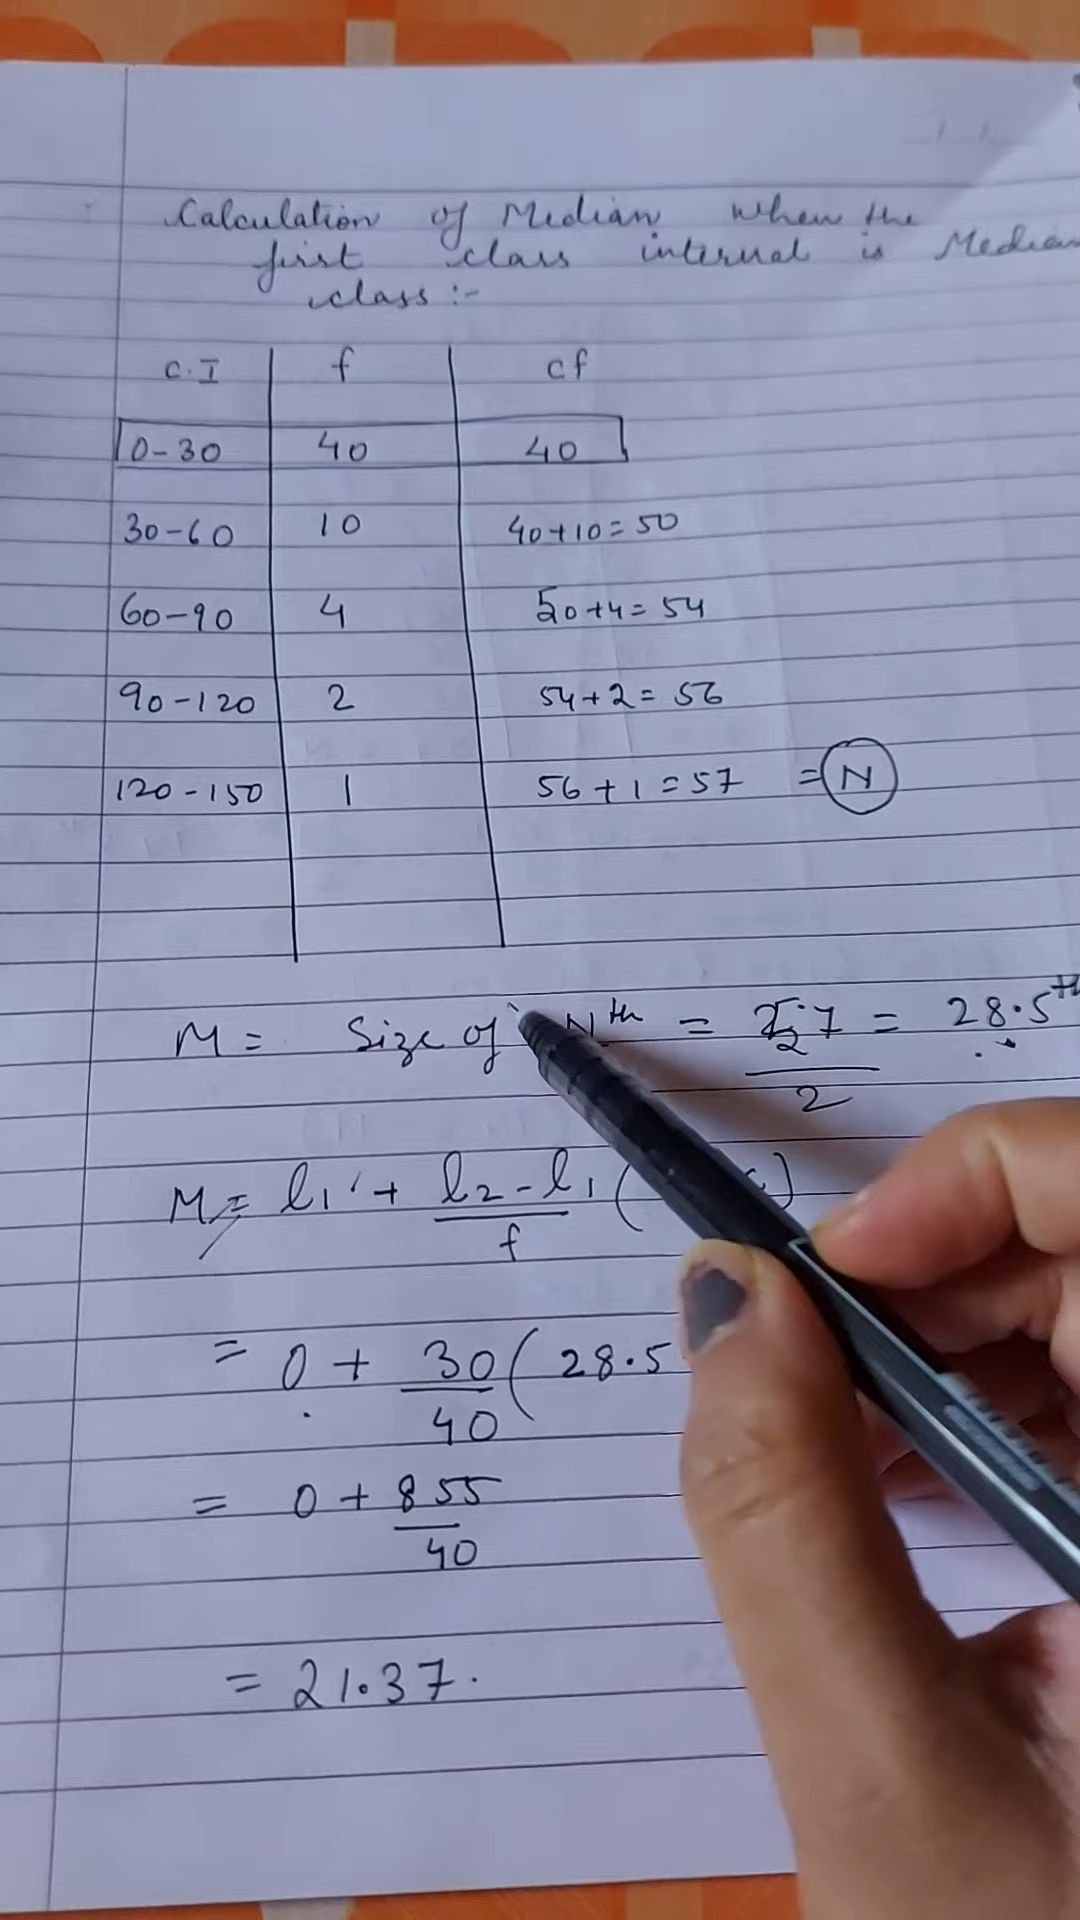 Calculation of Median when the
first class interval is Median
class :-
C.I f cf
0-30 40 40
30-60 10 40+10=50
60-90 4 50+4=54
90-120 2 54+2=56
120-150 1 56+1=57 = N
M = Size of N th = 57/2 = 28.5th
M = l1 + l2-l1/f (
= 0 + 30/40 ( 28.5
= 0 + 855/40
= 21.37.